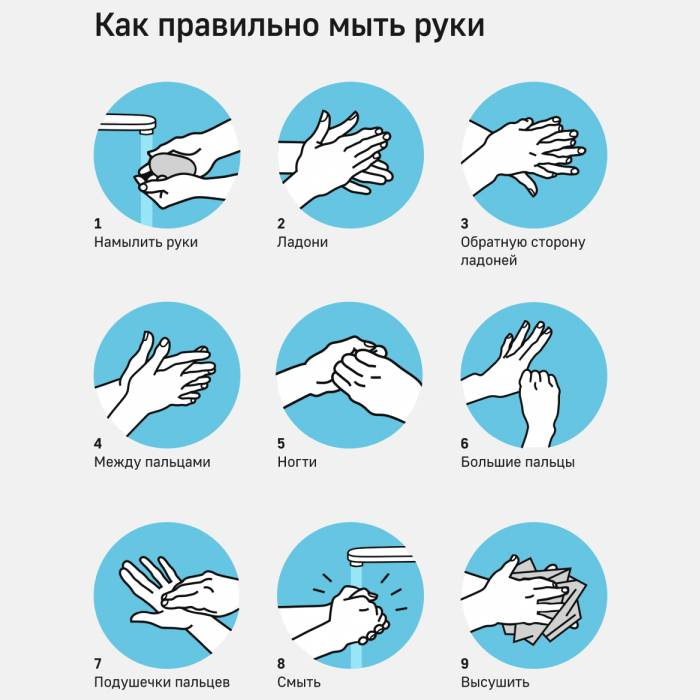 Как правильно мыть руки
1
Намылить руки
2
Ладони
3
Обратную сторону
ладоней
4
Между пальцами
5
Ногти
6
Большие пальцы
7
Подушечки пальцев
8
Смыть
9
Высушить